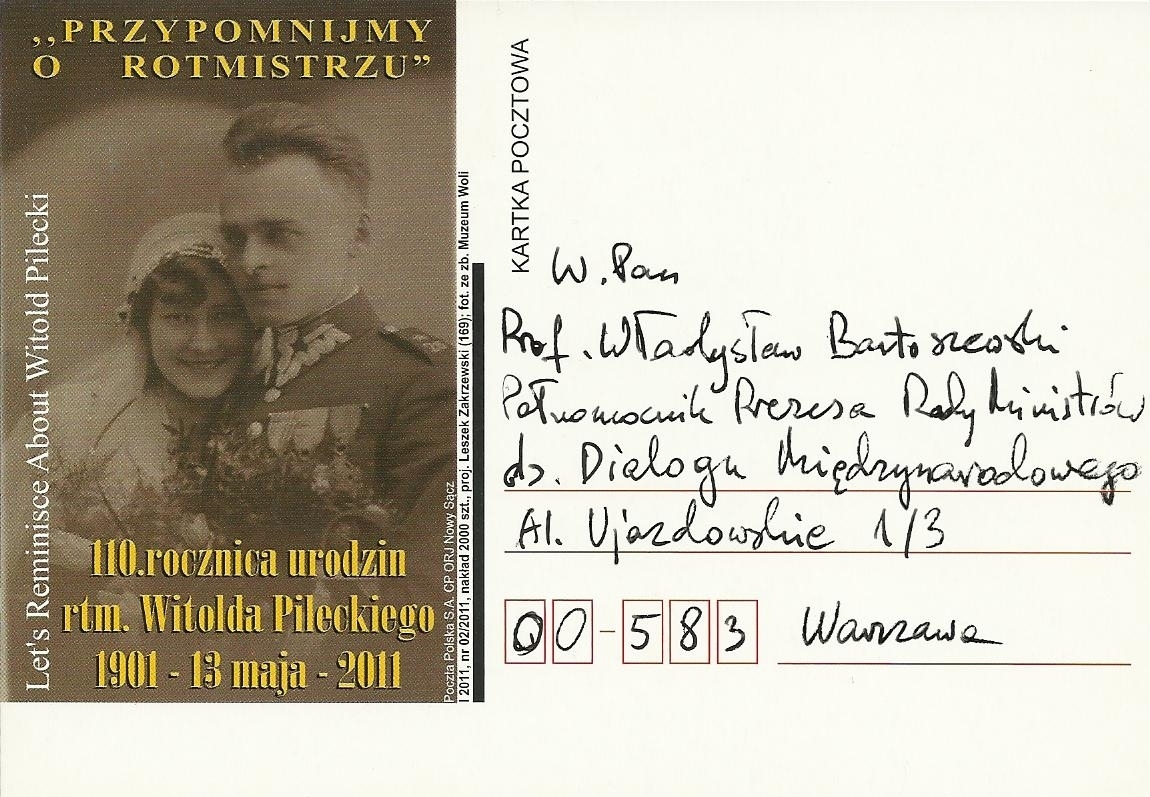 ,,PRZYPOMNIJMY
O ROTMISTRZU”
Let's Reminisce About Witold Pilecki
110.rocznica urodzin
rtm. Witolda Pileckiego
1901 - 13 maja - 2011
Poczta Polska S.A. CP ORJ Nowy Sącz
I 2011, nr 02/2011, nakład 2000 szt., proj. Leszek Zakrzewski (169); fot. ze zb. Muzeum Woli
KARTKA POCZTOWA
W. Pan
Prof. Władysław Bartoszewski
Pełnomocnik Prezesa Rady Ministrów
ds. Dialogu Międzynarodowego
Al. Ujazdowskie 1/3
00-583 Warszawa